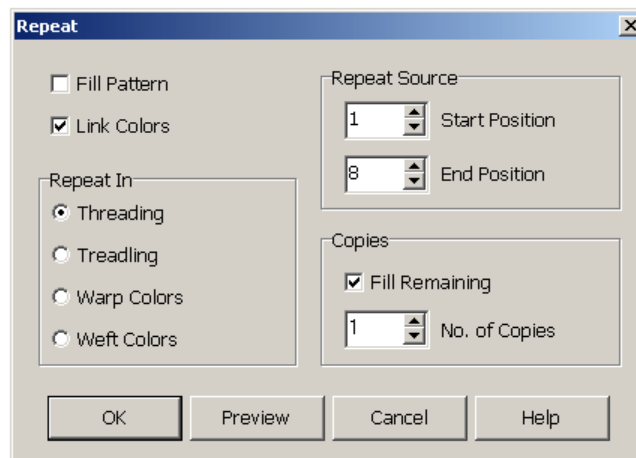 Repeat
Fill Pattern
Link Colors
Repeat In
Threading
Treadling
Warp Colors
Weft Colors
Repeat Source
1 Start Position
8 End Position
Copies
Fill Remaining
1 No. of Copies
OK Preview Cancel Help